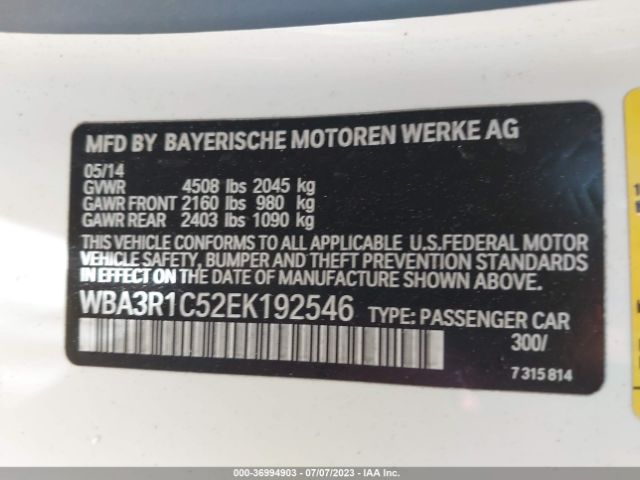 MFD BY BAYERISCHE MOTOREN WERKE AG
05/14
GVWR 4508 lbs 2045 kg
GAWR FRONT 2160 lbs 980 kg
GAWR REAR 2403 lbs 1090 kg
THIS VEHICLE CONFORMS TO ALL APPLICABLE U.S.FEDERAL MOTOR
VEHICLE SAFETY, BUMPER AND THEFT PREVENTION STANDARDS
IN EFFECT ON THE DATE OF MANUFACTURE SHOWN ABOVE.
WBA3R1C52EK192546 TYPE: PASSENGER CAR
300/
7 315 814
000-36994903 / 07/07/2023 - IAA Inc.